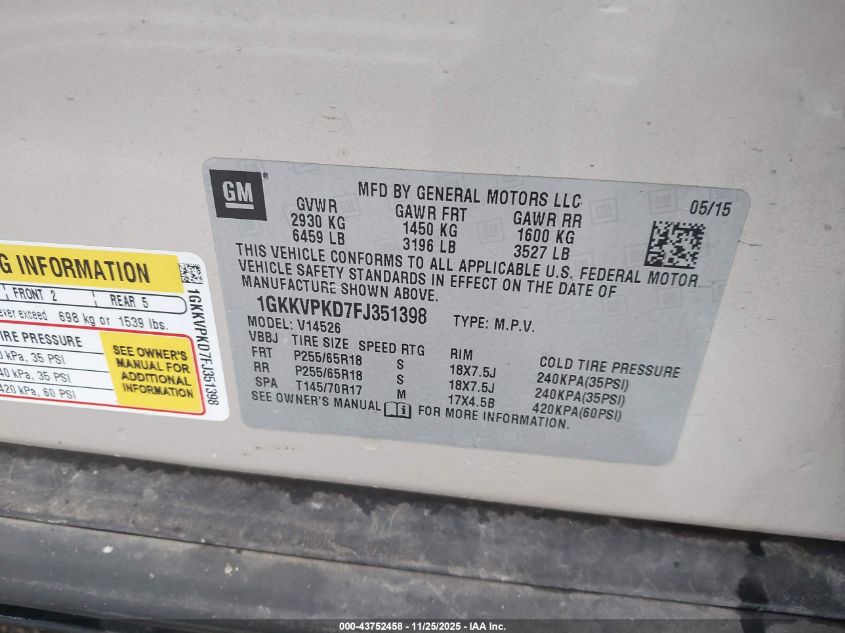 GM
MFD BY GENERAL MOTORS LLC
05/15
GVWR GAWR FRT GAWR RR
2930 KG 1450 KG 1600 KG
6459 LB 3196 LB 3527 LB
THIS VEHICLE CONFORMS TO ALL APPLICABLE U.S. FEDERAL MOTOR
VEHICLE SAFETY STANDARDS IN EFFECT ON THE DATE OF
MANUFACTURE SHOWN ABOVE.
1GKKVPKD7FJ351398 TYPE: M.P.V.
MODEL: V14526
VBBJ TIRE SIZE SPEED RTG RIM COLD TIRE PRESSURE
FRT P255/65R18 S 18X7.5J 240KPA(35PSI)
RR P255/65R18 S 18X7.5J 240KPA(35PSI)
SPA T145/70R17 M 17X4.5B 420KPA(60PSI)
SEE OWNER'S MANUAL FOR MORE INFORMATION.
G INFORMATION
FRONT 2 REAR 5
ever exceed 698 kg or 1539 lbs.
IRE PRESSURE
kPa, 35 PSI
kPa, 35 PSI
420 kPa, 60 PSI
SEE OWNER'S
MANUAL FOR
ADDITIONAL
INFORMATION
1GKKVPKD7FJ351398
000-43752458 - 11/25/2025 - IAA Inc.